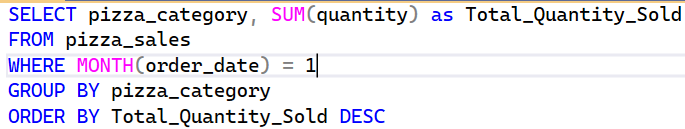 SELECT pizza_category, SUM(quantity) as Total_Quantity_Sold
FROM pizza_sales
WHERE MONTH(order_date) = 1
GROUP BY pizza_category
ORDER BY Total_Quantity_Sold DESC